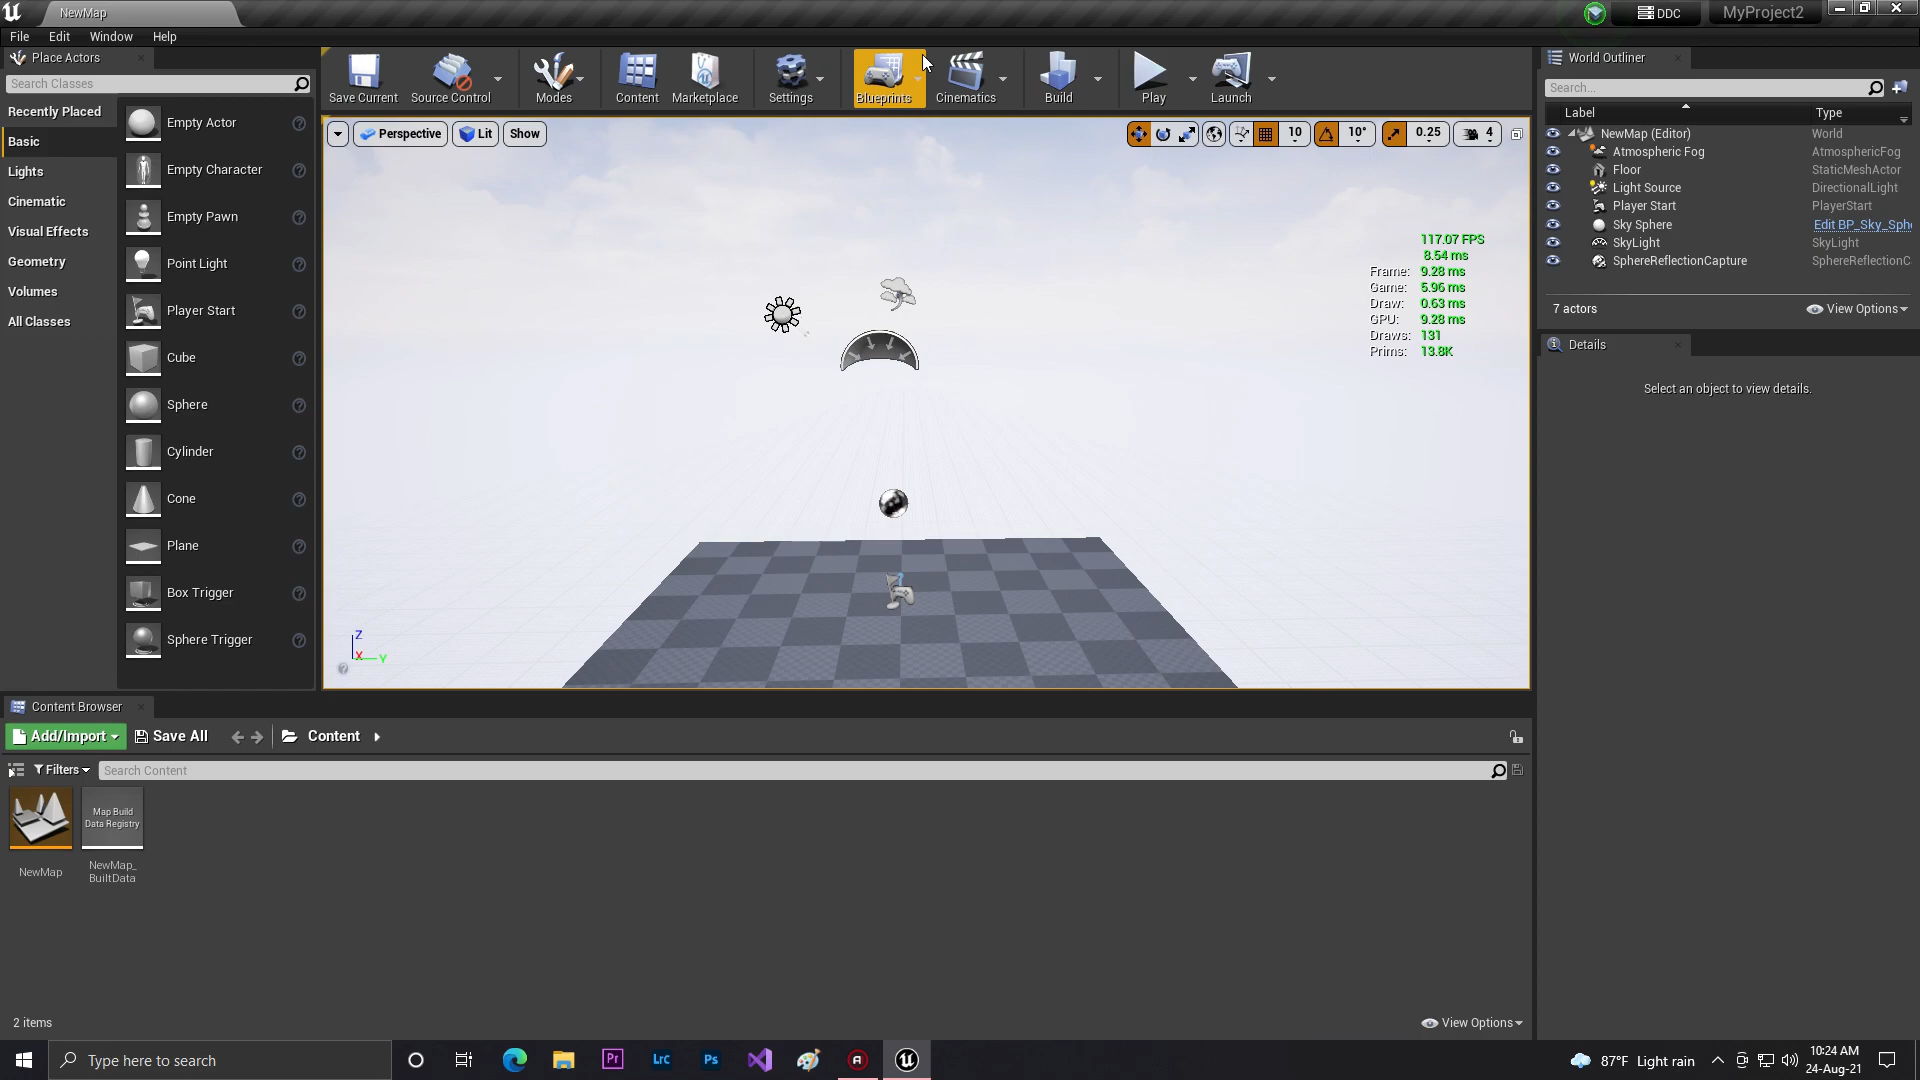 NewMap
DDC
MyProject2
File Edit Window Help
Place Actors
Search Classes
Recently Placed
Basic
Lights
Cinematic
Visual Effects
Geometry
Volumes
All Classes
Empty Actor
Empty Character
Empty Pawn
Point Light
Player Start
Cube
Sphere
Cylinder
Cone
Plane
Box Trigger
Sphere Trigger
Save Current Source Control Modes Content Marketplace Settings Blueprints Cinematics Build Play Launch
Perspective Lit Show
10 10° 0.25 4
117.07 FPS
8.54 ms
Frame: 9.28 ms
Game: 5.96 ms
Draw: 0.63 ms
GPU: 9.28 ms
Draws: 131
Prims: 13.8K
Z
X Y
World Outliner
Search...
Label Type
NewMap (Editor) World
Atmospheric Fog AtmosphericFog
Floor StaticMeshActor
Light Source DirectionalLight
Player Start PlayerStart
Sky Sphere Edit BP_Sky_Sph
SkyLight SkyLight
SphereReflectionCapture SphereReflectionC
7 actors View Options
Details
Select an object to view details.
Content Browser
Add/Import Save All Content
Filters Search Content
Map Build
Data Registry
NewMap
NewMap_
BuiltData
2 items View Options
Type here to search
Pr Lrc Ps
87°F Light rain
10:24 AM
24-Aug-21